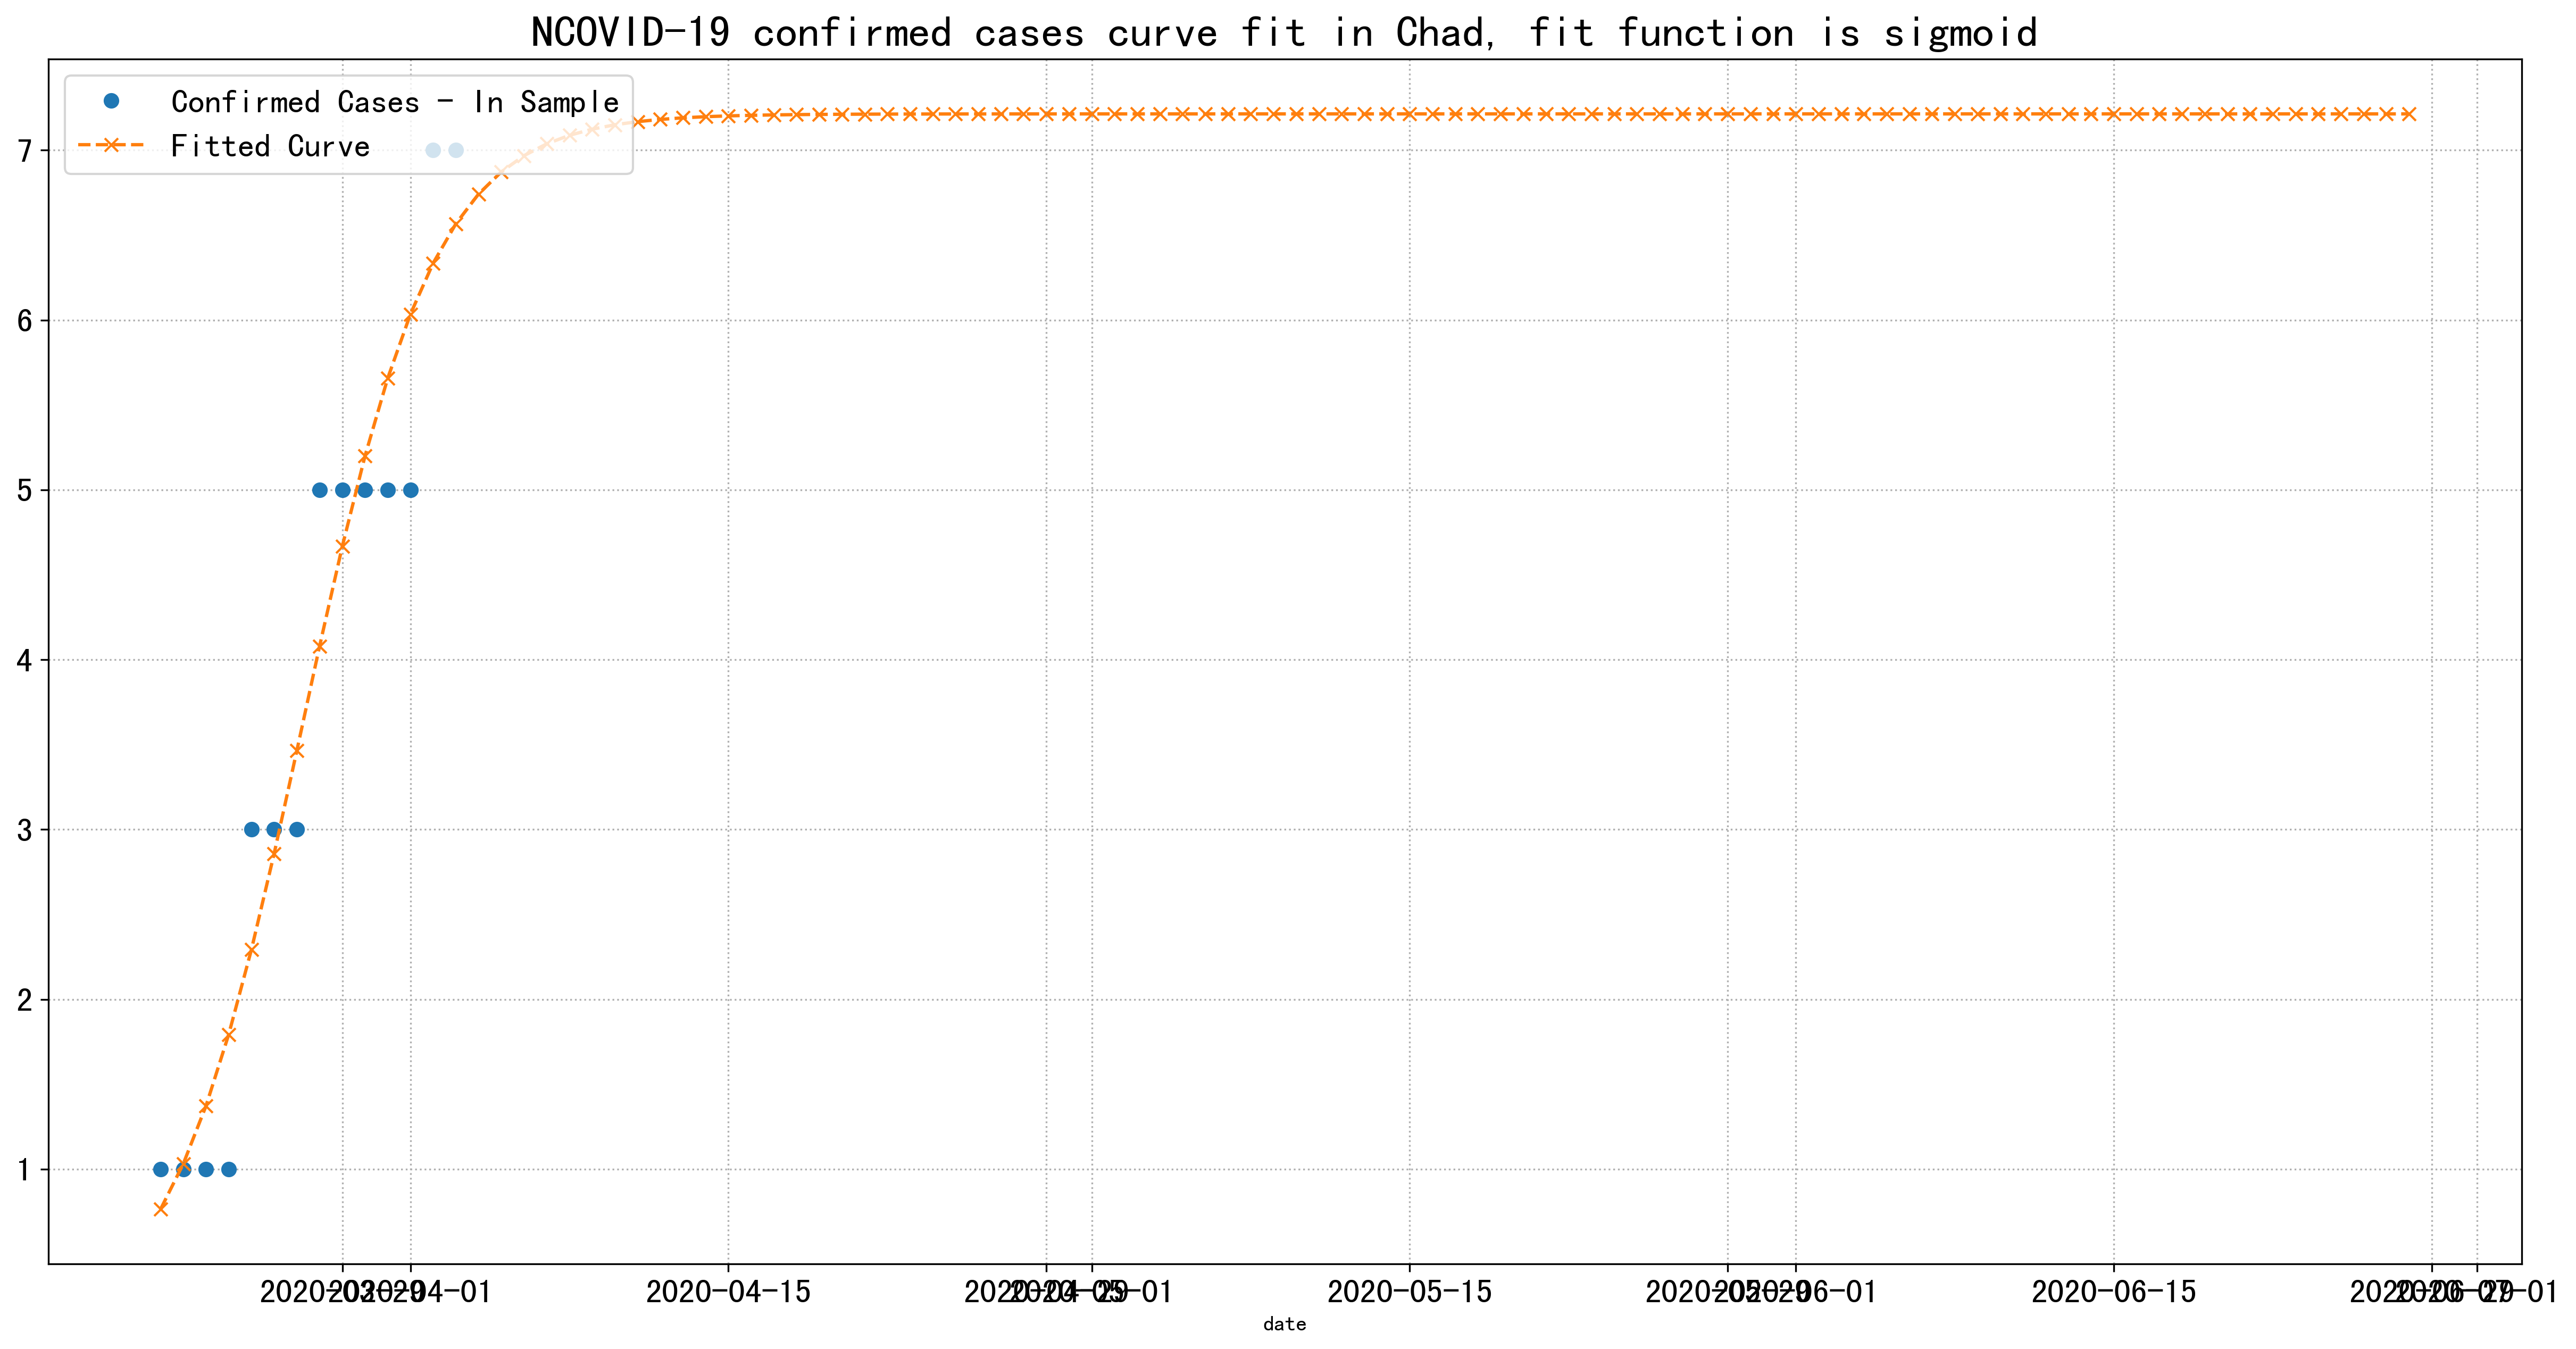 NCOVID-19 confirmed cases curve fit in Chad, fit function is sigmoid
Confirmed Cases - In Sample
Fitted Curve
7
6
5
4
3
2
1
2020-03-29 2020-04-01 2020-04-15 2020-04-29 2020-05-01 2020-05-15 2020-05-29 2020-06-01 2020-06-15 2020-06-29 2020-07-01
date